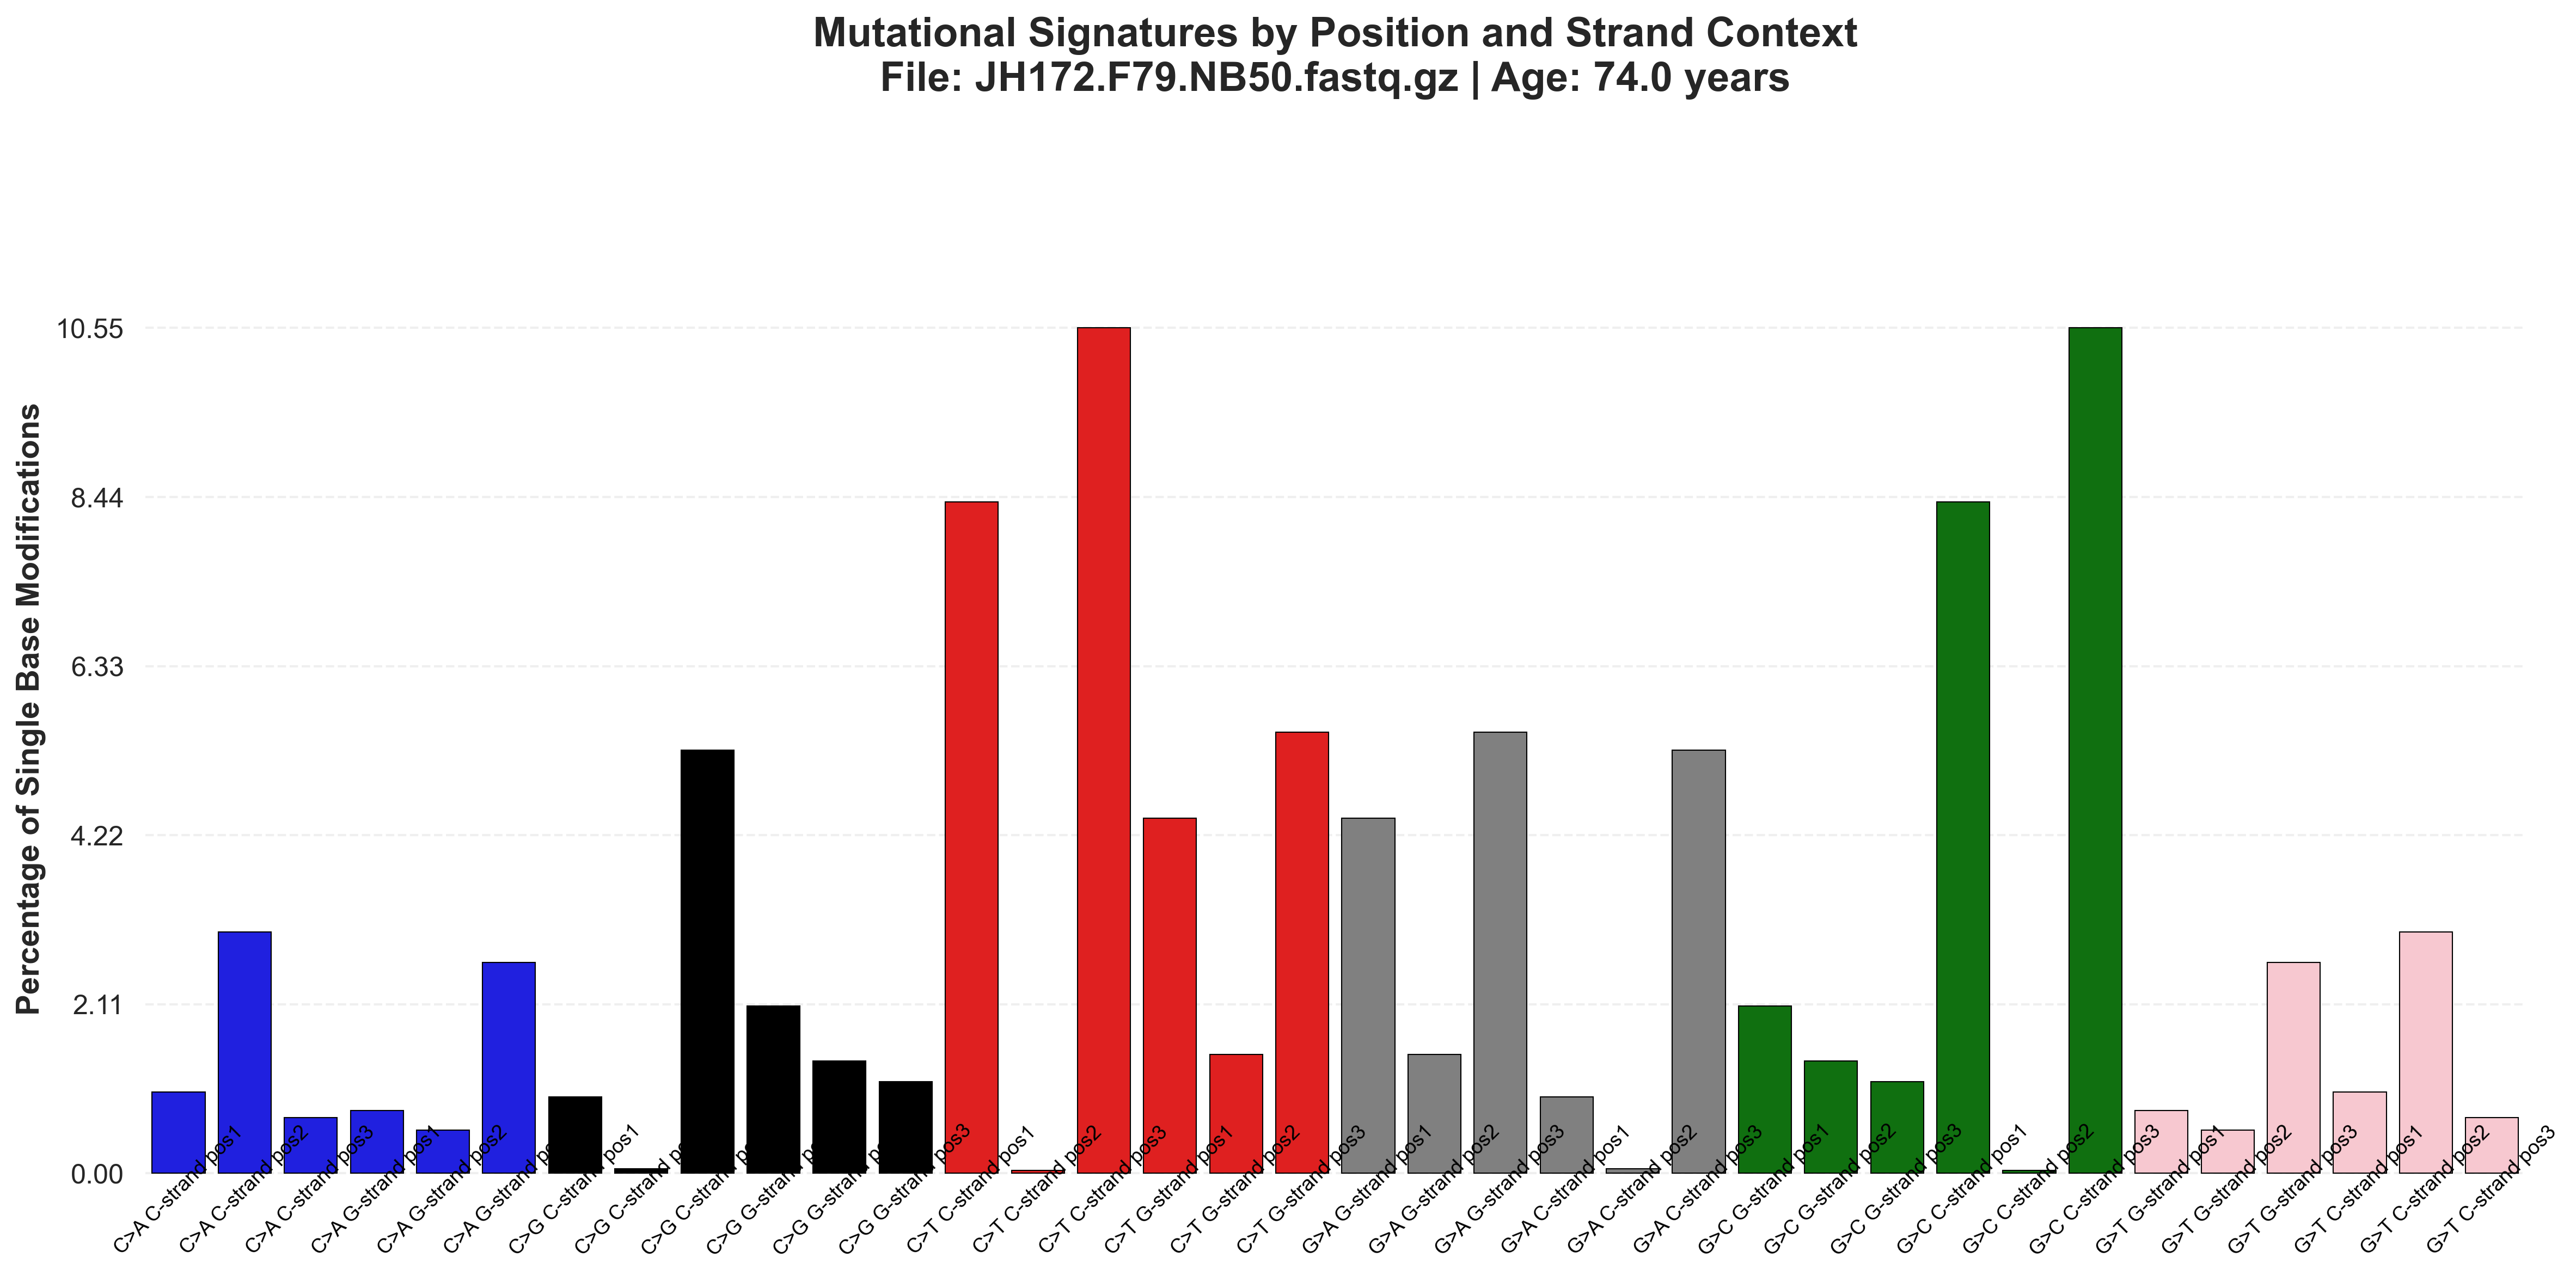 Mutational Signatures by Position and Strand Context
File: JH172.F79.NB50.fastq.gz | Age: 74.0 years
Percentage of Single Base Modifications
10.55
8.44
6.33
4.22
2.11
0.00
C>A C-strand pos1
C>A C-strand pos2
C>A C-strand pos3
C>A G-strand pos1
C>A G-strand pos2
C>A G-strand po
C>G C-strand pos1
C>G C-strand po
C>G C-strand po
C>G G-strand po
C>G G-strand po
C>G G-strand pos3
C>T C-strand pos1
C>T C-strand pos2
C>T C-strand pos3
C>T G-strand pos1
C>T G-strand pos2
C>T G-strand pos3
G>A G-strand pos1
G>A G-strand pos2
G>A G-strand pos3
G>A C-strand pos1
G>A C-strand pos2
G>A C-strand pos3
G>C G-strand pos1
G>C G-strand pos2
G>C G-strand pos3
G>C C-strand pos1
G>C C-strand pos2
G>C C-strand pos3
G>T G-strand pos1
G>T G-strand pos2
G>T G-strand pos3
G>T C-strand pos1
G>T C-strand pos2
G>T C-strand pos3